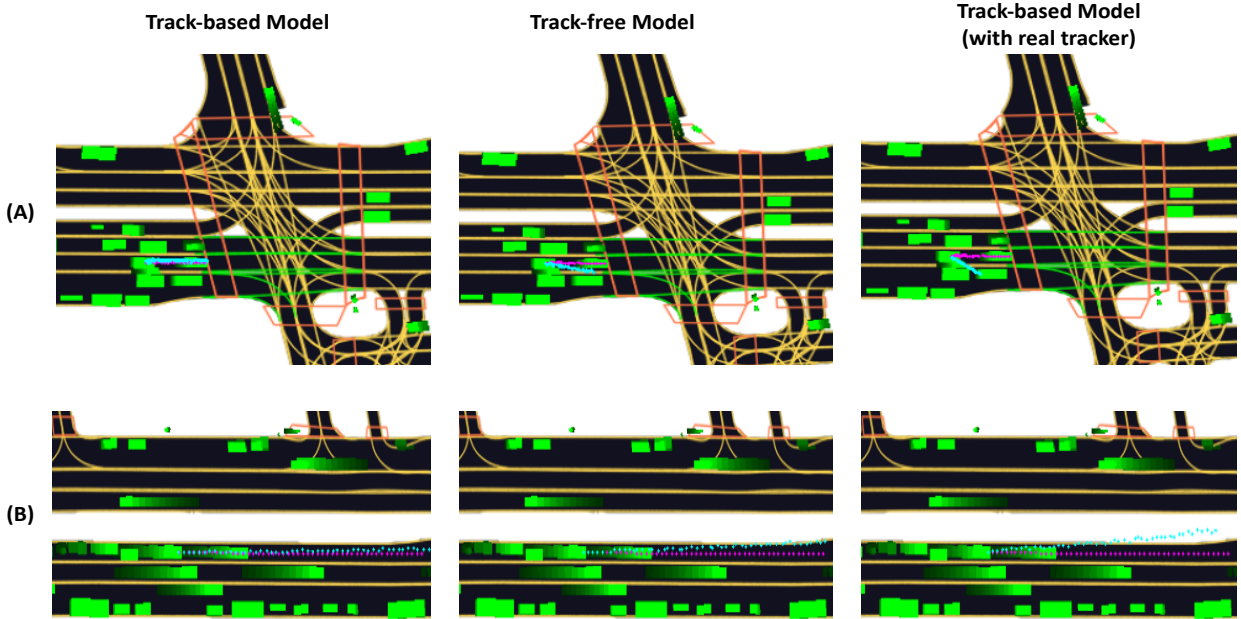 Track-based Model
Track-free Model
Track-based Model
(with real tracker)
(A)
(B)